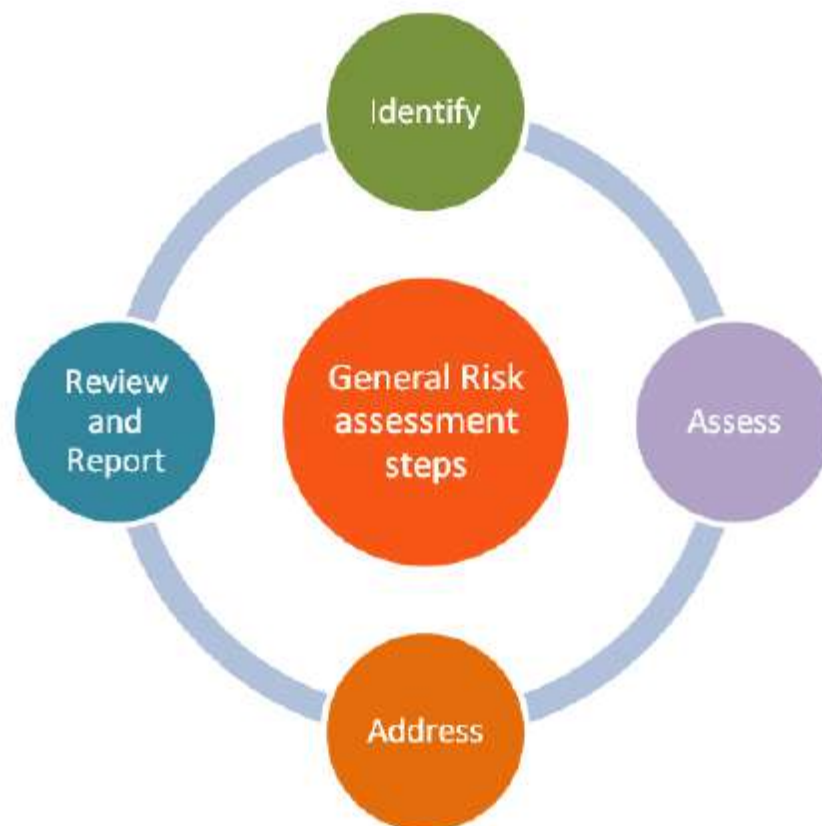 Identify
General Risk
assessment
steps
Assess
Address
Review
and
Report